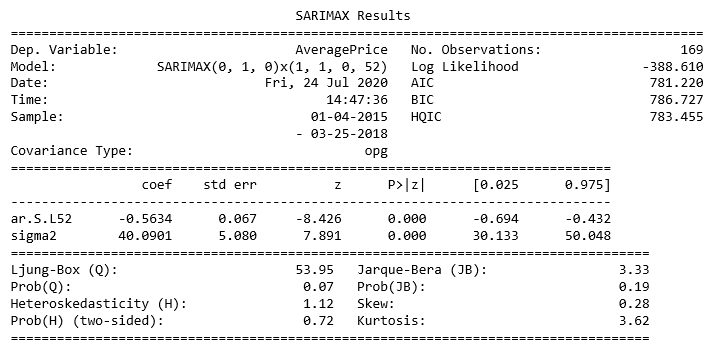 SARIMAX Results
==========================================================================================
Dep. Variable: AveragePrice No. Observations: 169
Model: SARIMAX(0, 1, 0)x(1, 1, 0, 52) Log Likelihood -388.610
Date: Fri, 24 Jul 2020 AIC 781.220
Time: 14:47:36 BIC 786.727
Sample: 01-04-2015 HQIC 783.455
- 03-25-2018
Covariance Type: opg
==============================================================================
coef std err z P>|z| [0.025 0.975]
------------------------------------------------------------------------------
ar.S.L52 -0.5634 0.067 -8.426 0.000 -0.694 -0.432
sigma2 40.0901 5.080 7.891 0.000 30.133 50.048
===================================================================================
Ljung-Box (Q): 53.95 Jarque-Bera (JB): 3.33
Prob(Q): 0.07 Prob(JB): 0.19
Heteroskedasticity (H): 1.12 Skew: 0.28
Prob(H) (two-sided): 0.72 Kurtosis: 3.62
===================================================================================